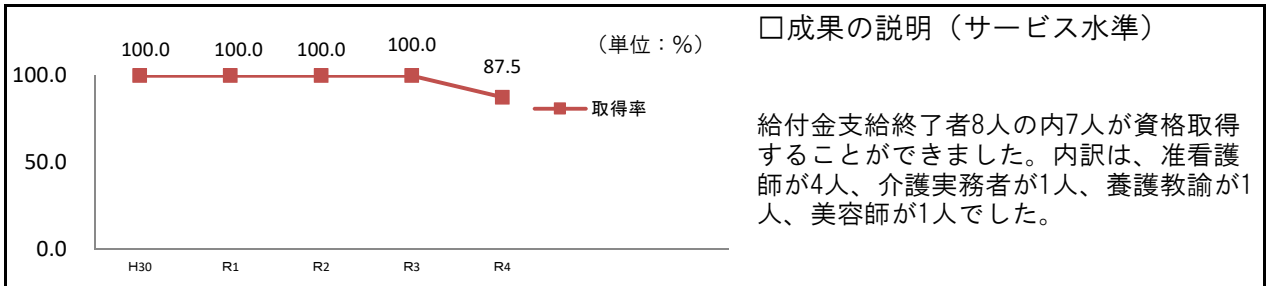 100.0 100.0 100.0 100.0 87.5
（単位：％）
100.0
50.0
0.0
取得率
H30 R1 R2 R3 R4
□成果の説明（サービス水準）
給付金支給終了者8人の内7人が資格取得
することができました。内訳は、准看護
師が4人、介護実務者が1人、養護教諭が1
人、美容師が1人でした。